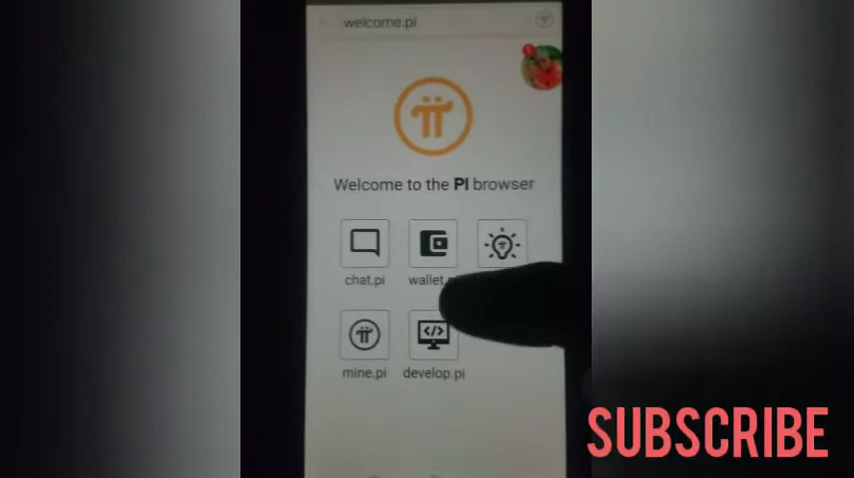 welcome.pi
Welcome to the PI browser
chat.pi
mine.pi develop.pi
SUBSCRIBE